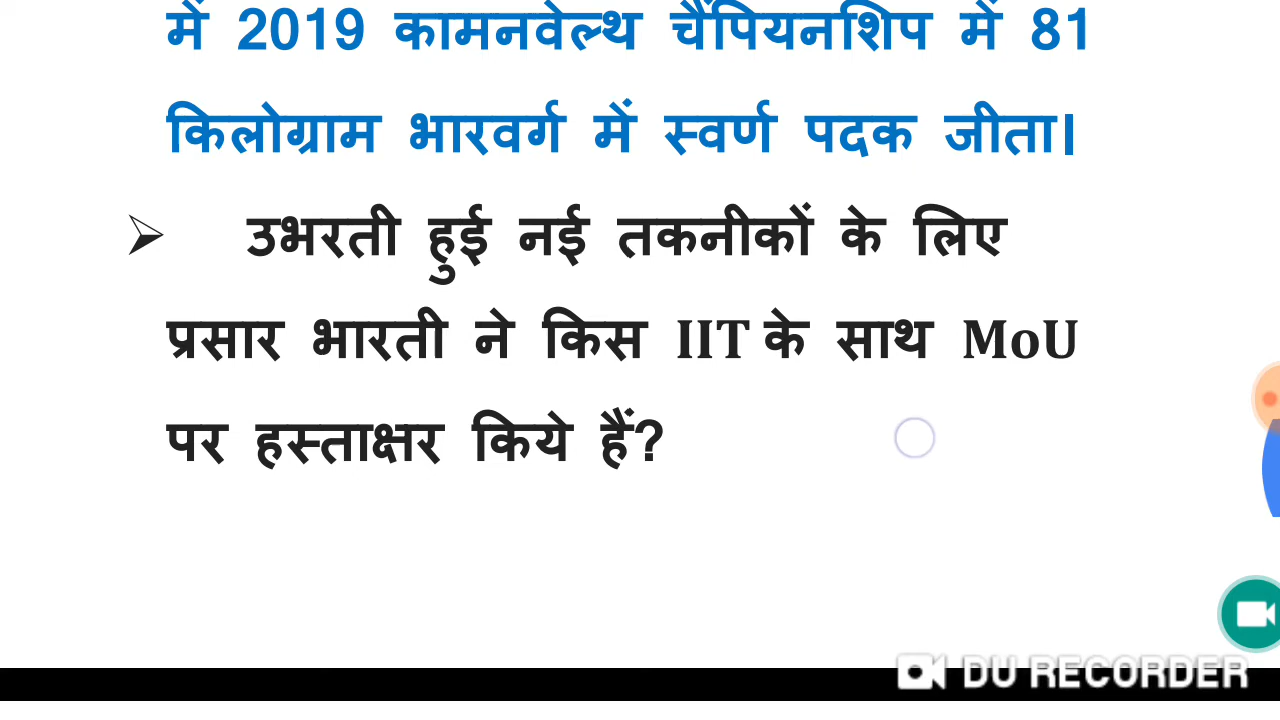 में 2019 कामनवेल्थ चैंपियनशिप में 81
किलोग्राम भारवर्ग में स्वर्ण पदक जीता।
➢ उभरती हुई नई तकनीकों के लिए
प्रसार भारती ने किस IIT के साथ MoU
पर हस्ताक्षर किये हैं?
DU RECORDER